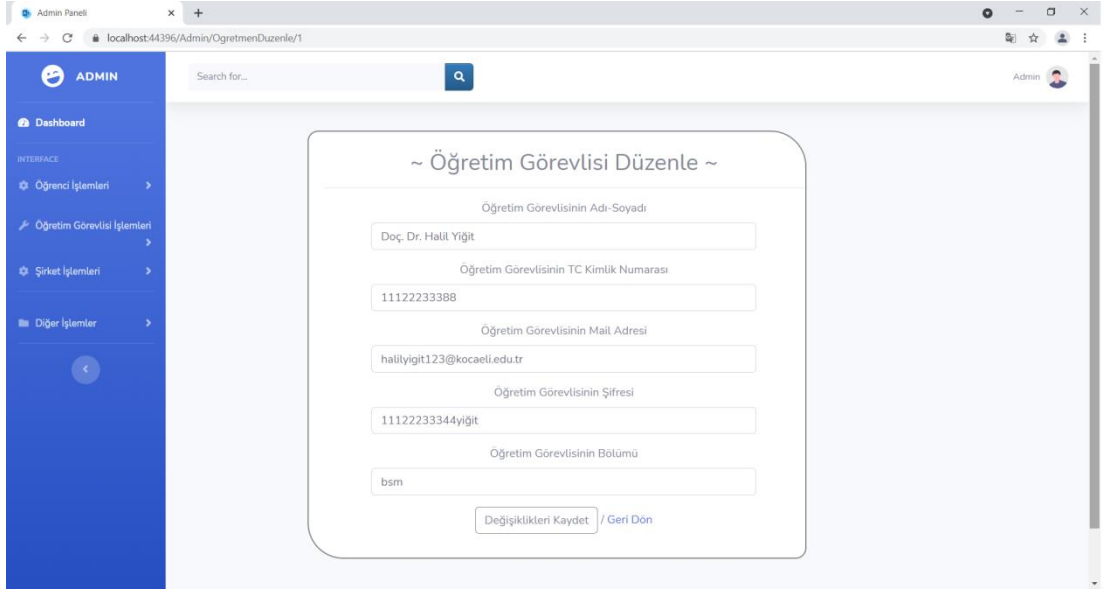 Admin Paneli
localhost:44396/Admin/OgretmenDuzenle/1
ADMIN
Search for...
Admin
Dashboard
INTERFACE
Öğrenci İşlemleri
Öğretim Görevlisi İşlemleri
Şirket İşlemleri
Diğer İşlemler
~ Öğretim Görevlisi Düzenle ~
Öğretim Görevlisinin Adı-Soyadı
Doç. Dr. Halil Yiğit
Öğretim Görevlisinin TC Kimlik Numarası
11122233388
Öğretim Görevlisinin Mail Adresi
halilyigit123@kocaeli.edu.tr
Öğretim Görevlisinin Şifresi
11122233344yiğit
Öğretim Görevlisinin Bölümü
bsm
Değişiklikleri Kaydet / Geri Dön